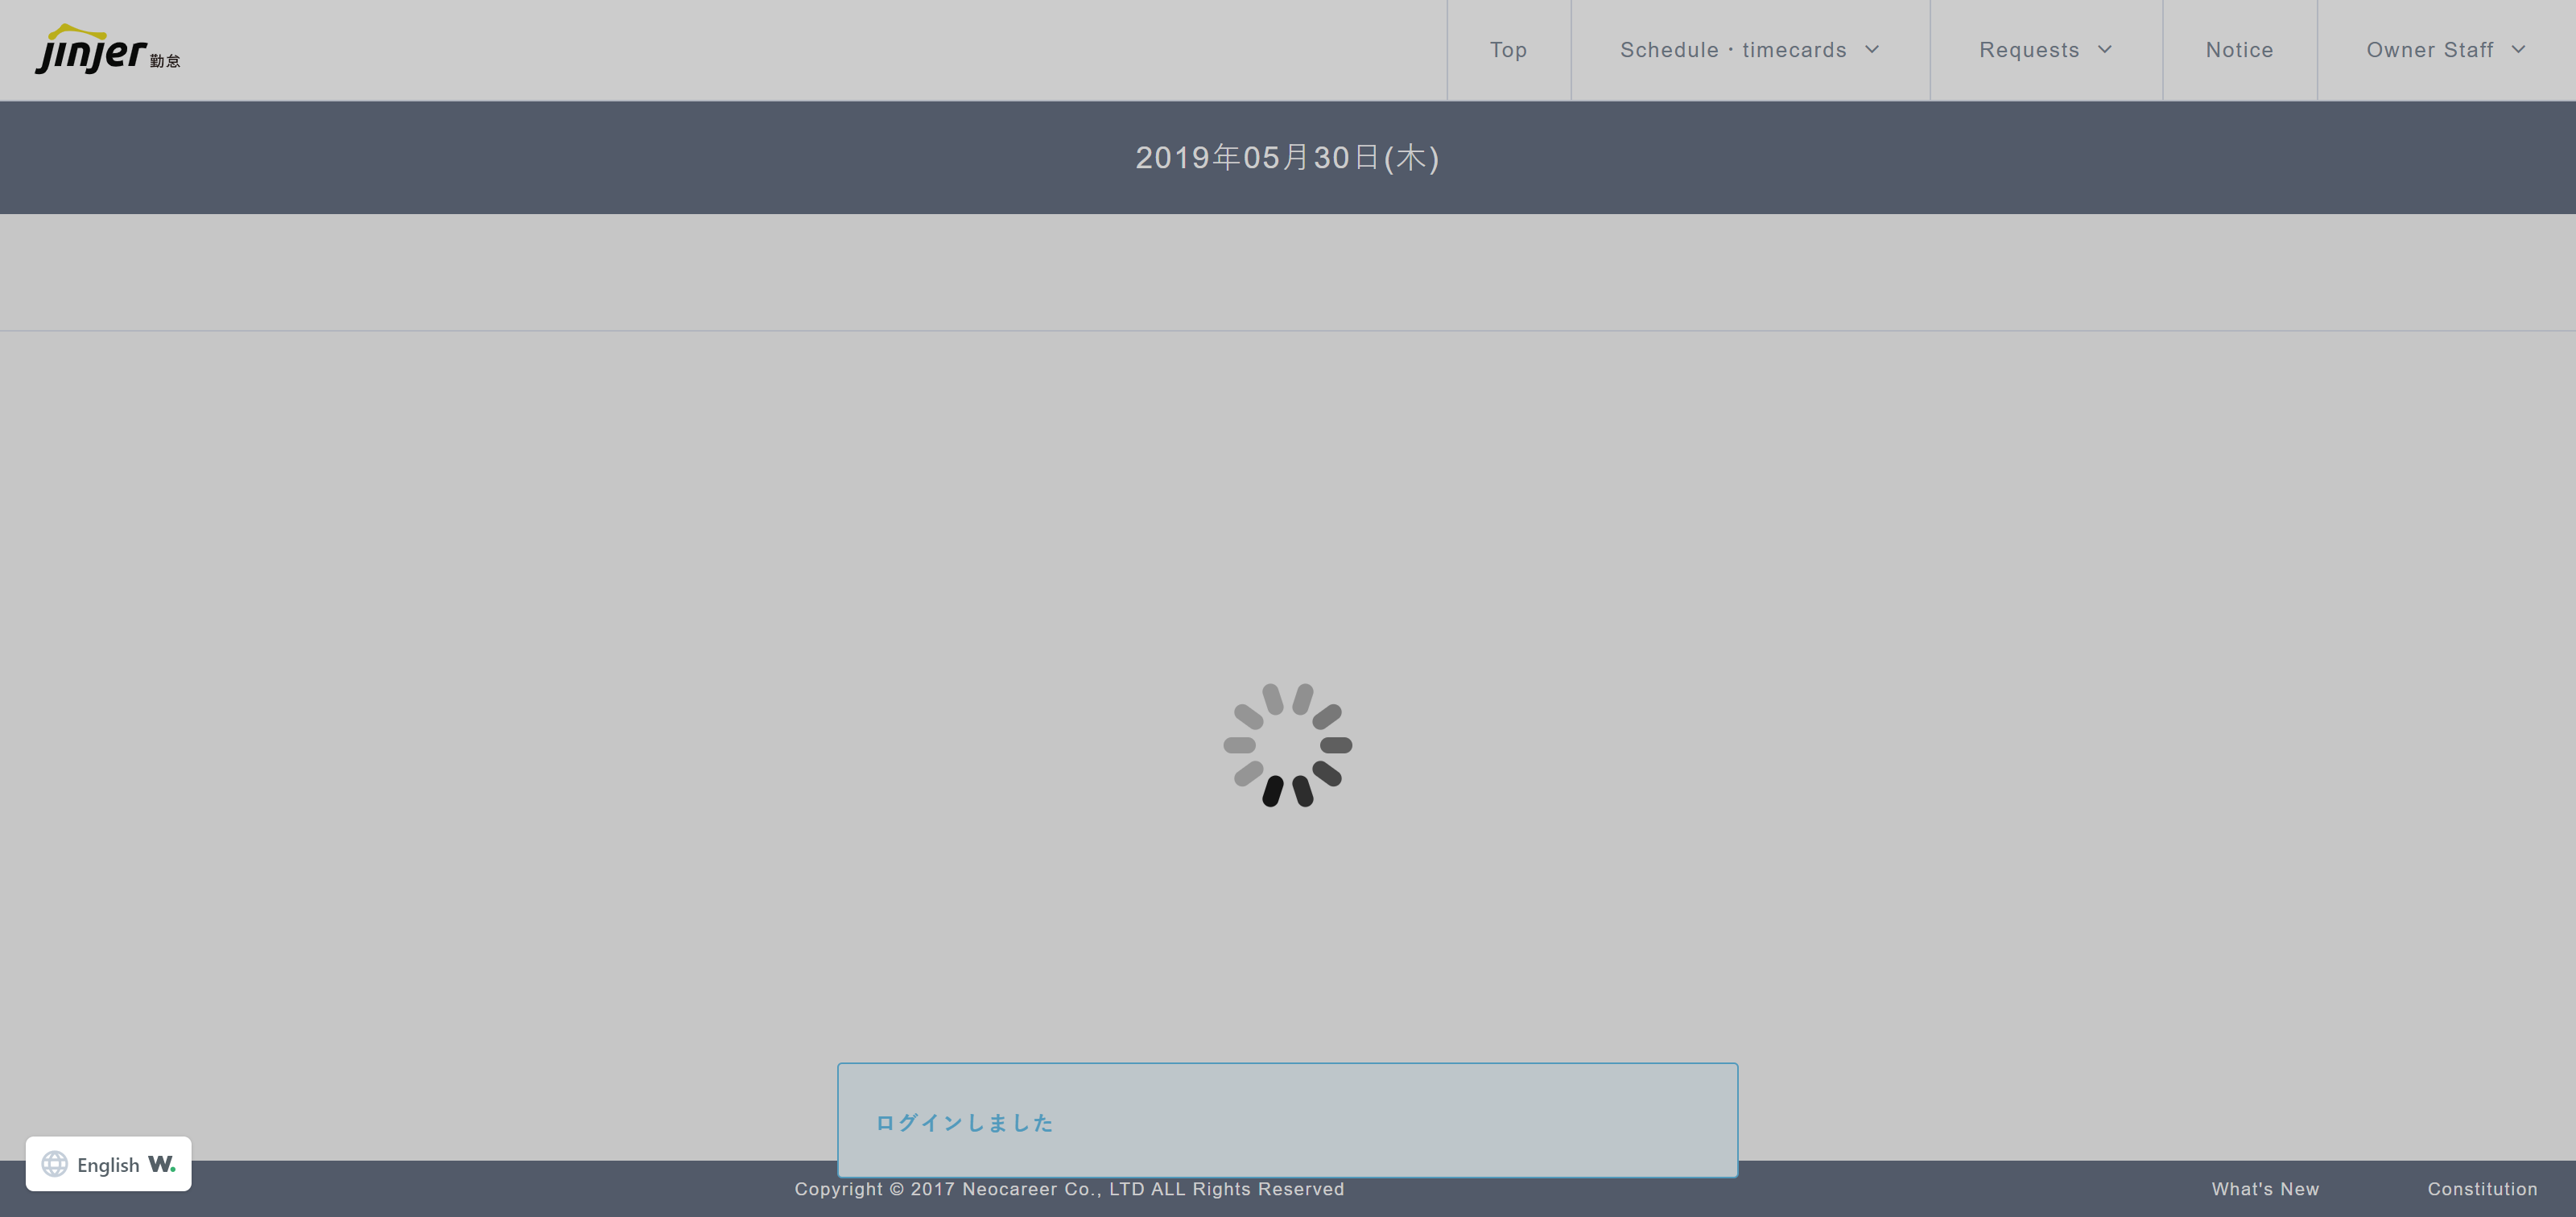 jinjer 勤怠
Top
Schedule・timecards
Requests
Notice
Owner Staff
2019年05月30日(木)
ログインしました
English W.
Copyright © 2017 Neocareer Co., LTD ALL Rights Reserved
What's New
Constitution